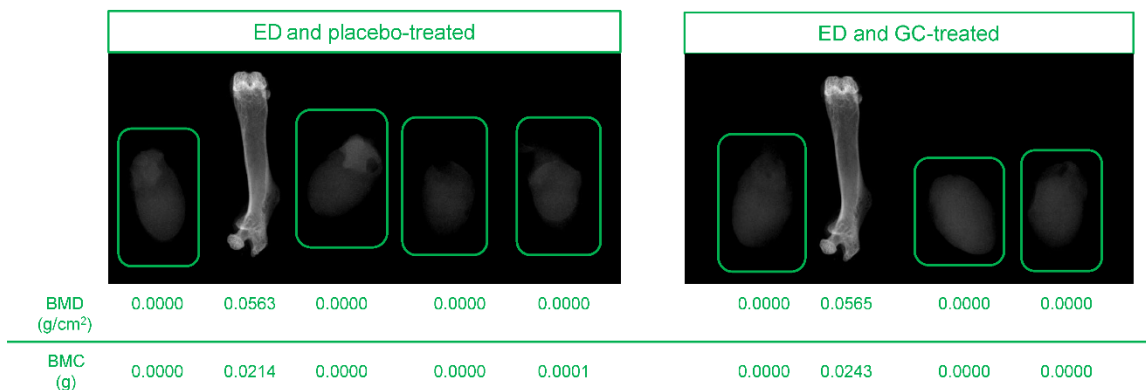 ED and placebo-treated
ED and GC-treated
BMD 0.0000 0.0563 0.0000 0.0000 0.0000 0.0000 0.0565 0.0000 0.0000
(g/cm²)
BMC 0.0000 0.0214 0.0000 0.0000 0.0001 0.0000 0.0243 0.0000 0.0000
(g)